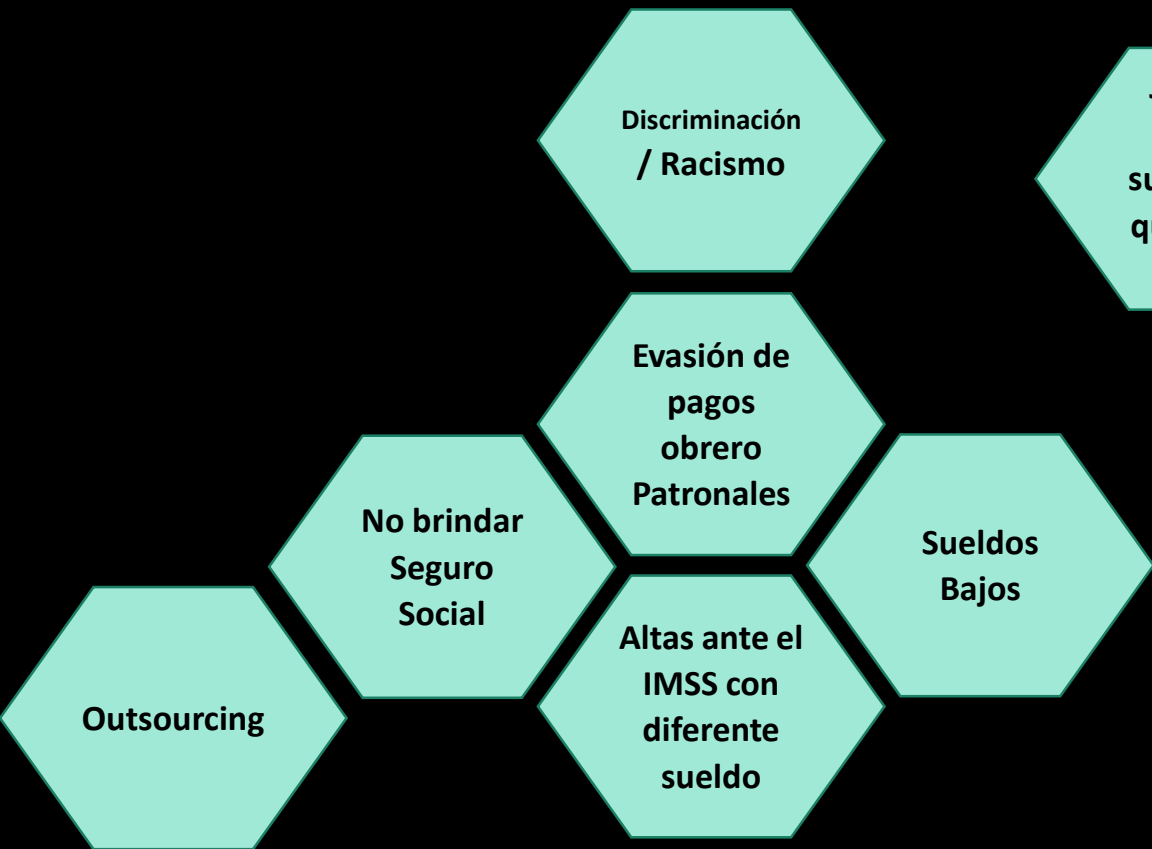 Discriminación
/ Racismo
Evasión de
pagos
obrero
Patronales
No brindar
Seguro
Social
Sueldos
Bajos
Altas ante el
IMSS con
diferente
sueldo
Outsourcing